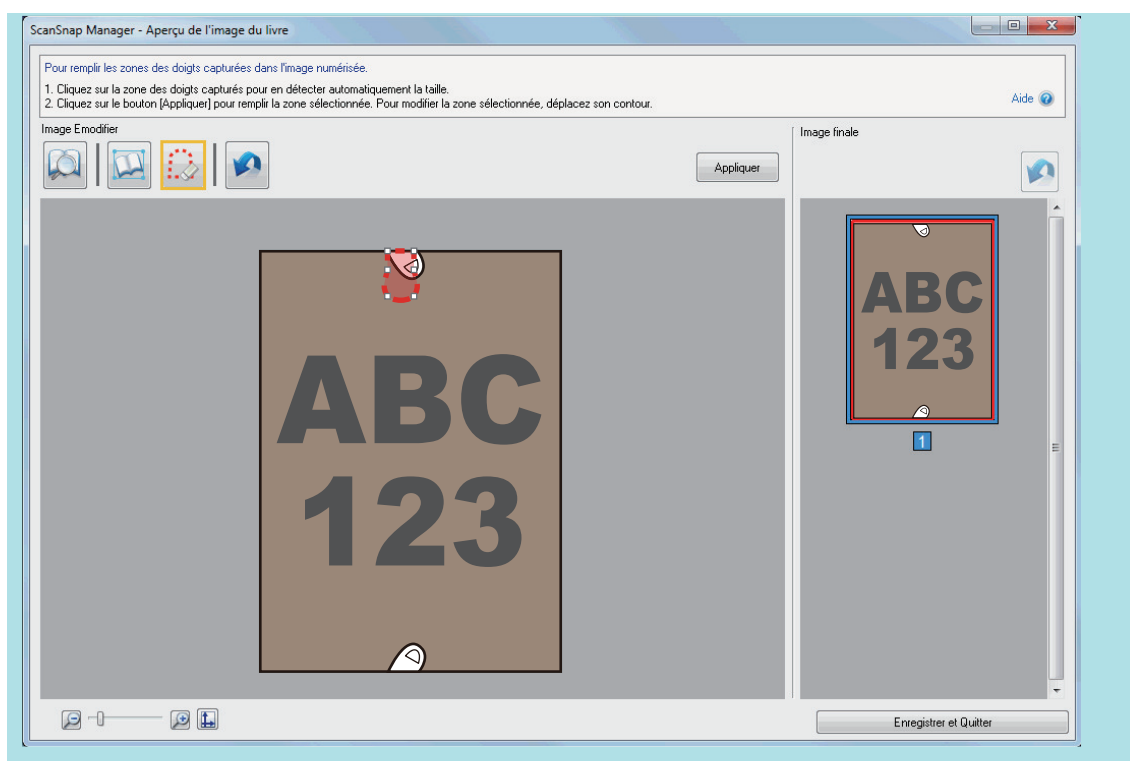 ScanSnap Manager - Aperçu de l'image du livre
Pour remplir les zones des doigts capturées dans l'image numérisée.
1. Cliquez sur la zone des doigts capturés pour en détecter automatiquement la taille.
2. Cliquez sur le bouton [Appliquer] pour remplir la zone sélectionnée. Pour modifier la zone sélectionnée, déplacez son contour.
Aide
Image Emodifier
Appliquer
Image finale
ABC
123
ABC
123
1
Enregistrer et Quitter